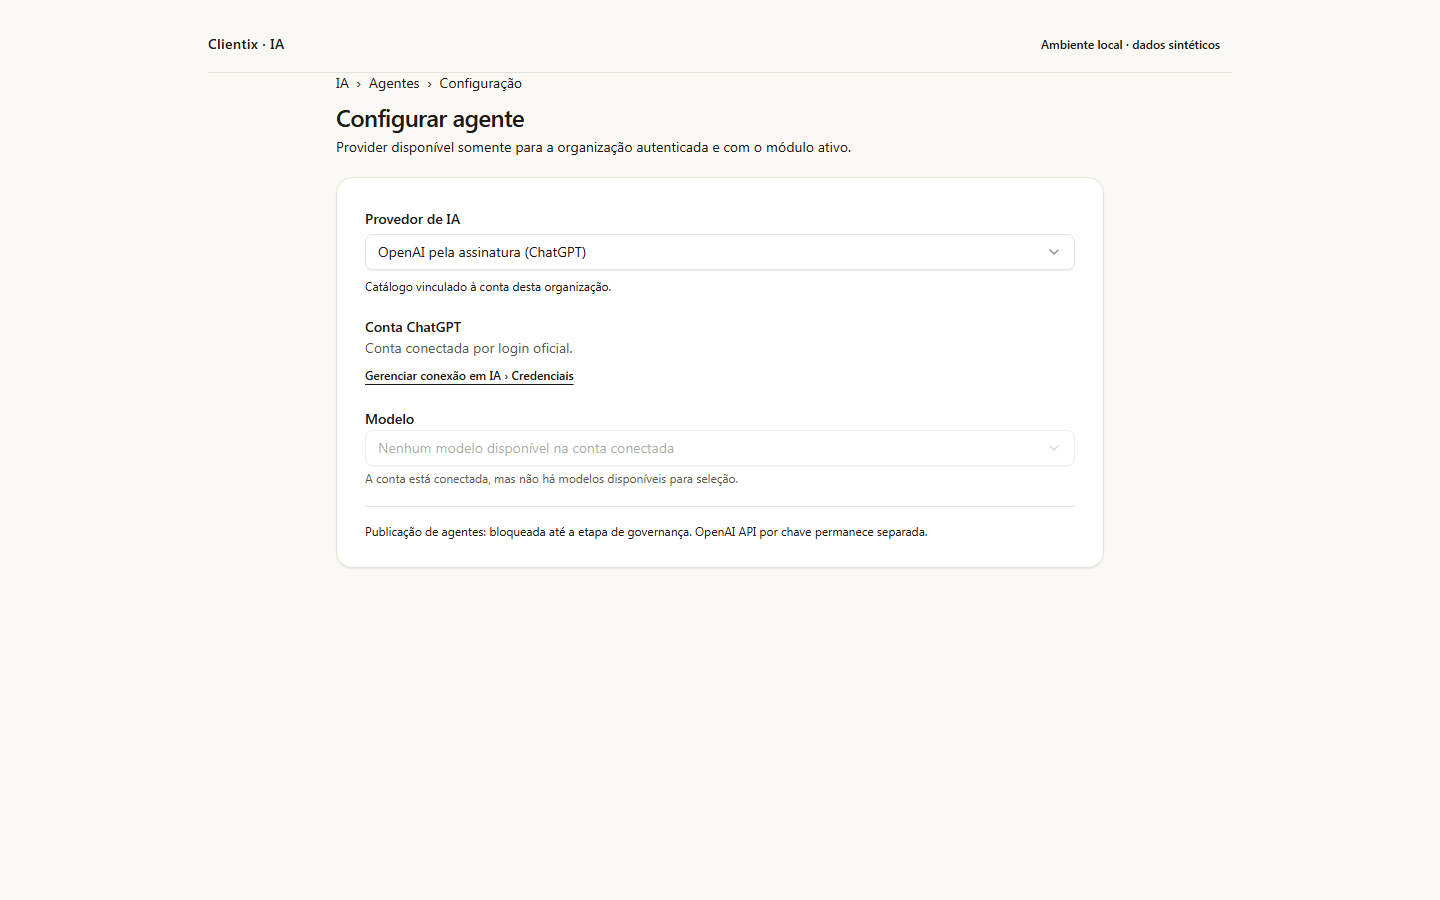 Clientix · IA
Ambiente local · dados sintéticos
IA › Agentes › Configuração
Configurar agente
Provider disponível somente para a organização autenticada e com o módulo ativo.
Provedor de IA
OpenAI pela assinatura (ChatGPT)
Catálogo vinculado à conta desta organização.
Conta ChatGPT
Conta conectada por login oficial.
Gerenciar conexão em IA › Credenciais
Modelo
Nenhum modelo disponível na conta conectada
A conta está conectada, mas não há modelos disponíveis para seleção.
Publicação de agentes: bloqueada até a etapa de governança. OpenAI API por chave permanece separada.